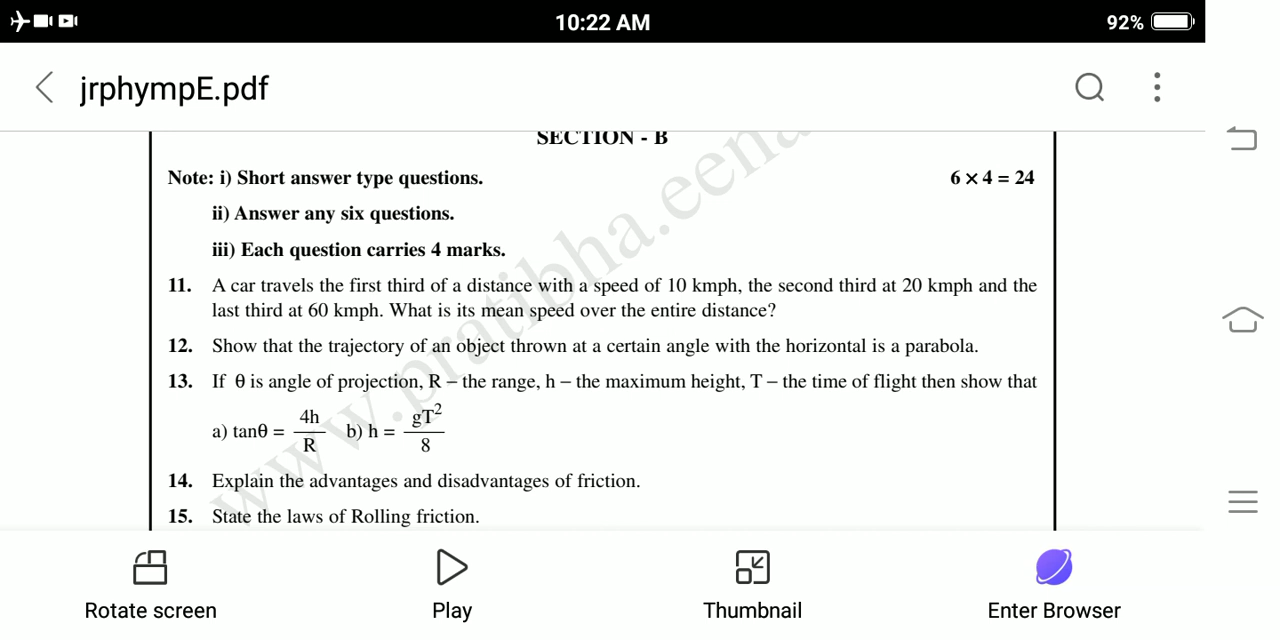 10:22 AM
92%
jrphympE.pdf
SECTION - B
Note: i) Short answer type questions. 6 × 4 = 24
ii) Answer any six questions.
iii) Each question carries 4 marks.
11. A car travels the first third of a distance with a speed of 10 kmph, the second third at 20 kmph and the
last third at 60 kmph. What is its mean speed over the entire distance?
12. Show that the trajectory of an object thrown at a certain angle with the horizontal is a parabola.
13. If θ is angle of projection, R – the range, h – the maximum height, T – the time of flight then show that
a) tanθ = 4h/R b) h = gT²/8
14. Explain the advantages and disadvantages of friction.
15. State the laws of Rolling friction.
www.pratibha.eena
Rotate screen
Play
Thumbnail
Enter Browser